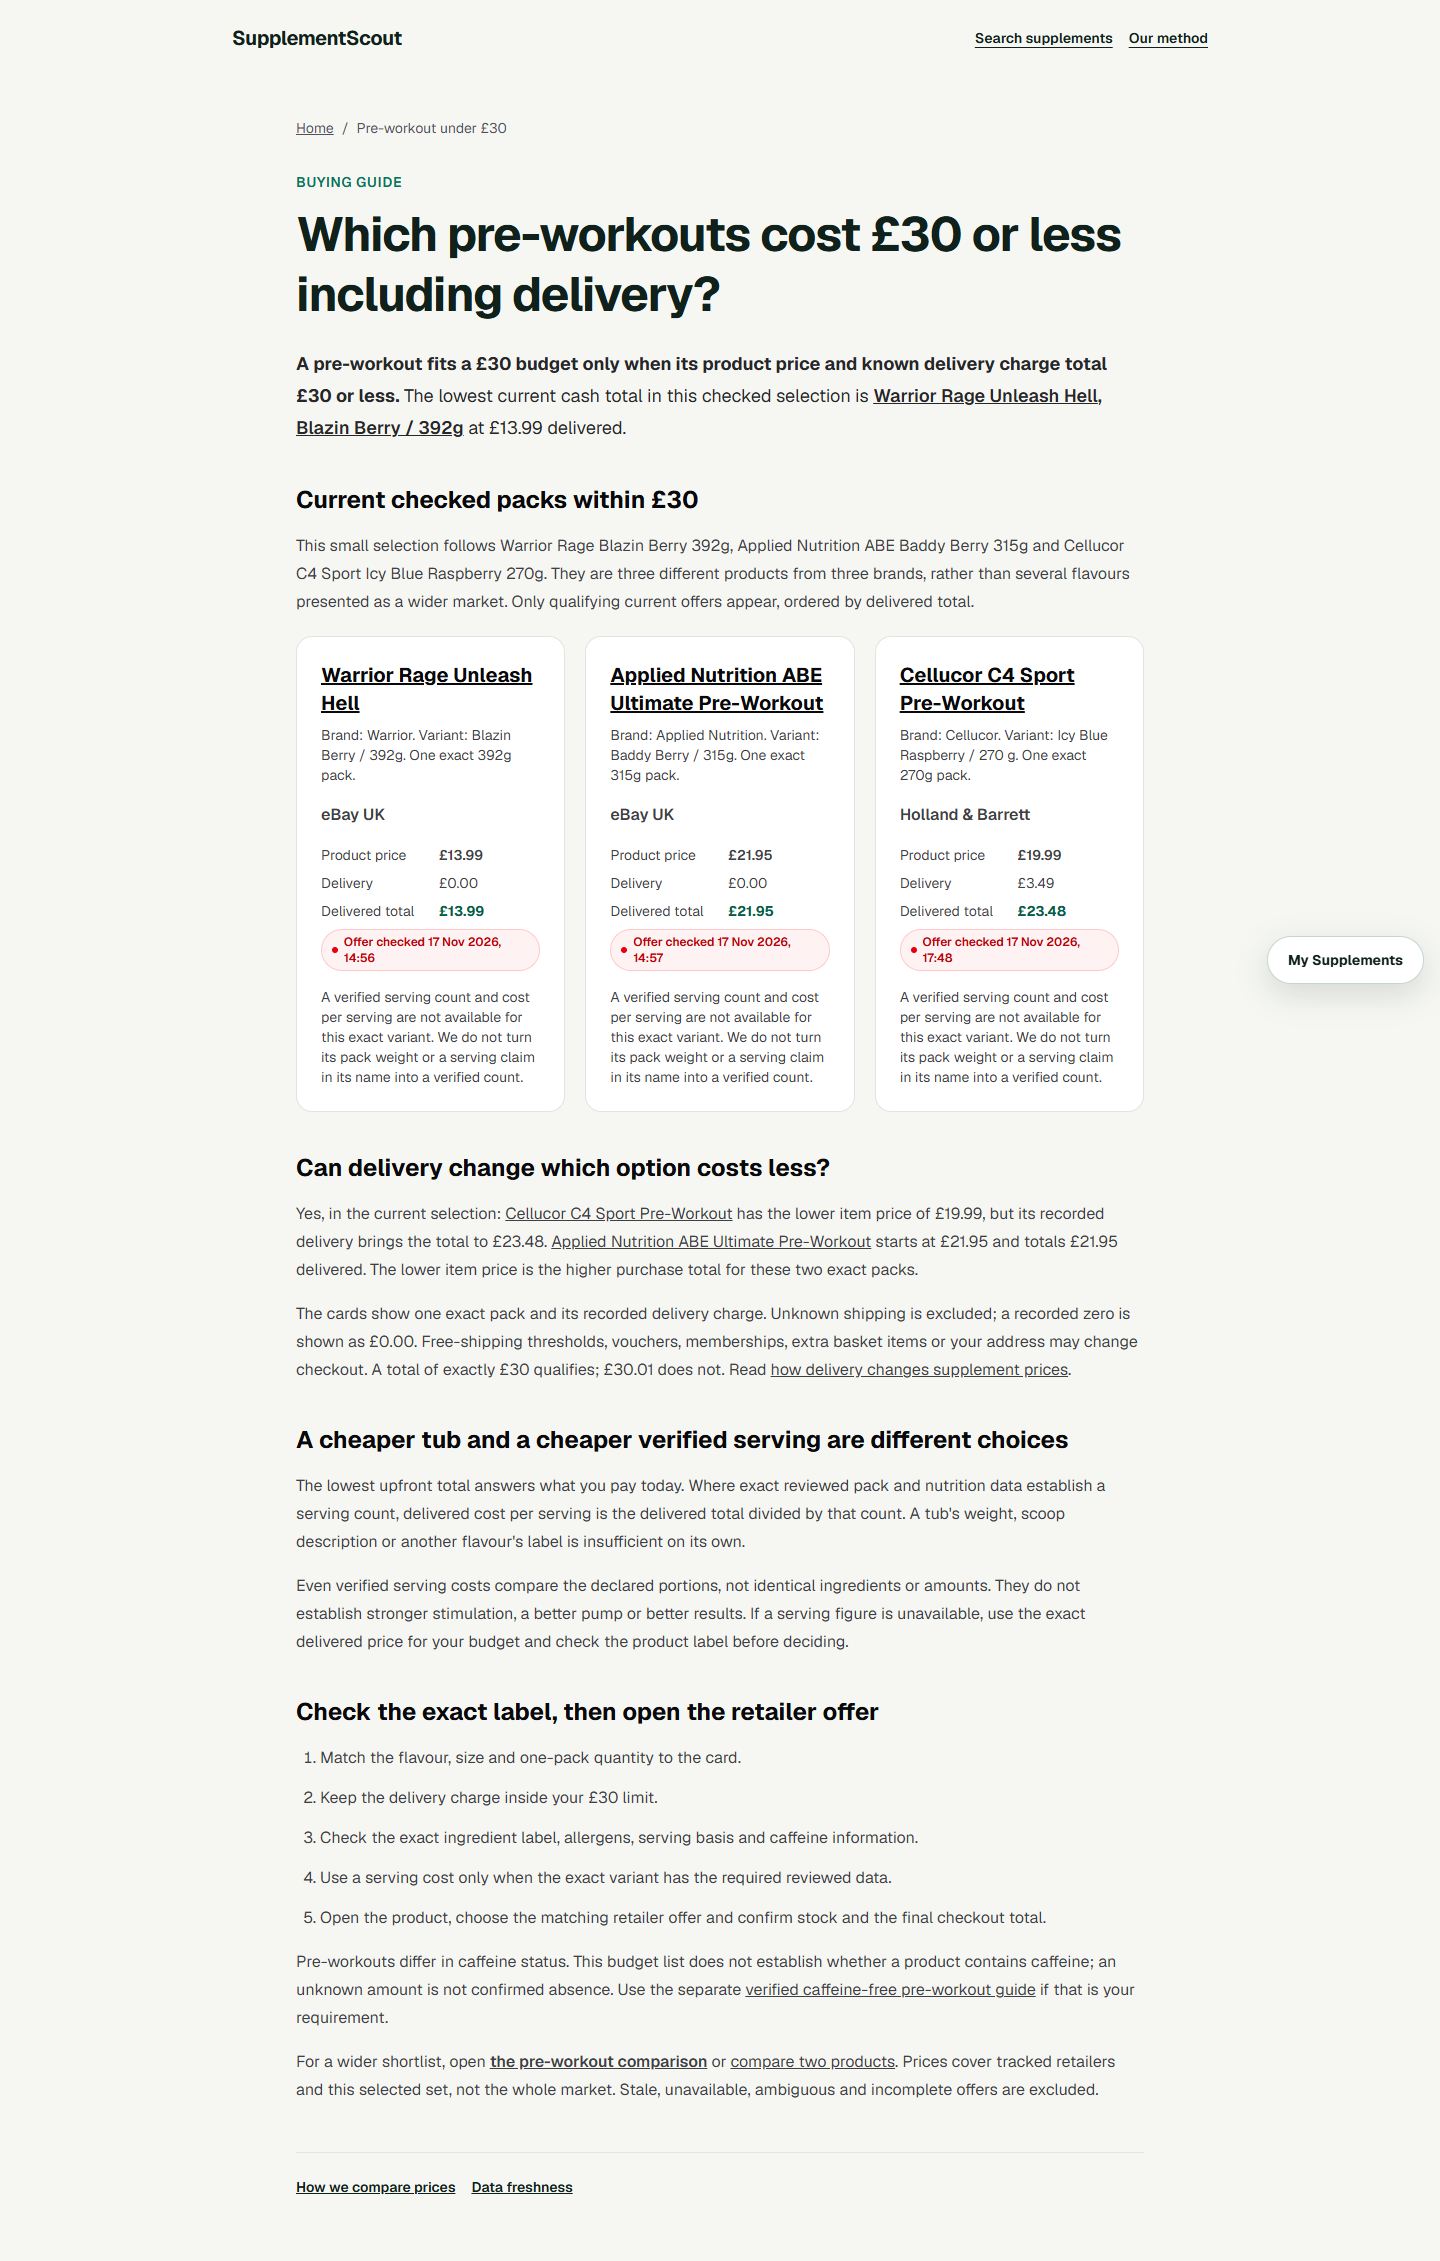 SupplementScout
Search supplements
Our method
Home / Pre-workout under £30
BUYING GUIDE
Which pre-workouts cost £30 or less
including delivery?
A pre-workout fits a £30 budget only when its product price and known delivery charge total
£30 or less. The lowest current cash total in this checked selection is Warrior Rage Unleash Hell,
Blazin Berry / 392g at £13.99 delivered.
Current checked packs within £30
This small selection follows Warrior Rage Blazin Berry 392g, Applied Nutrition ABE Baddy Berry 315g and Cellucor
C4 Sport Icy Blue Raspberry 270g. They are three different products from three brands, rather than several flavours
presented as a wider market. Only qualifying current offers appear, ordered by delivered total.
Warrior Rage Unleash
Hell
Brand: Warrior. Variant: Blazin
Berry / 392g. One exact 392g
pack.
eBay UK
Product price £13.99
Delivery £0.00
Delivered total £13.99
Offer checked 17 Nov 2026,
14:56
A verified serving count and cost
per serving are not available for
this exact variant. We do not turn
its pack weight or a serving claim
in its name into a verified count.
Applied Nutrition ABE
Ultimate Pre-Workout
Brand: Applied Nutrition. Variant:
Baddy Berry / 315g. One exact
315g pack.
eBay UK
Product price £21.95
Delivery £0.00
Delivered total £21.95
Offer checked 17 Nov 2026,
14:57
A verified serving count and cost
per serving are not available for
this exact variant. We do not turn
its pack weight or a serving claim
in its name into a verified count.
Cellucor C4 Sport
Pre-Workout
Brand: Cellucor. Variant: Icy Blue
Raspberry / 270 g. One exact
270g pack.
Holland & Barrett
Product price £19.99
Delivery £3.49
Delivered total £23.48
Offer checked 17 Nov 2026,
17:48
A verified serving count and cost
per serving are not available for
this exact variant. We do not turn
its pack weight or a serving claim
in its name into a verified count.
My Supplements
Can delivery change which option costs less?
Yes, in the current selection: Cellucor C4 Sport Pre-Workout has the lower item price of £19.99, but its recorded
delivery brings the total to £23.48. Applied Nutrition ABE Ultimate Pre-Workout starts at £21.95 and totals £21.95
delivered. The lower item price is the higher purchase total for these two exact packs.
The cards show one exact pack and its recorded delivery charge. Unknown shipping is excluded; a recorded zero is
shown as £0.00. Free-shipping thresholds, vouchers, memberships, extra basket items or your address may change
checkout. A total of exactly £30 qualifies; £30.01 does not. Read how delivery changes supplement prices.
A cheaper tub and a cheaper verified serving are different choices
The lowest upfront total answers what you pay today. Where exact reviewed pack and nutrition data establish a
serving count, delivered cost per serving is the delivered total divided by that count. A tub's weight, scoop
description or another flavour's label is insufficient on its own.
Even verified serving costs compare the declared portions, not identical ingredients or amounts. They do not
establish stronger stimulation, a better pump or better results. If a serving figure is unavailable, use the exact
delivered price for your budget and check the product label before deciding.
Check the exact label, then open the retailer offer
1. Match the flavour, size and one-pack quantity to the card.
2. Keep the delivery charge inside your £30 limit.
3. Check the exact ingredient label, allergens, serving basis and caffeine information.
4. Use a serving cost only when the exact variant has the required reviewed data.
5. Open the product, choose the matching retailer offer and confirm stock and the final checkout total.
Pre-workouts differ in caffeine status. This budget list does not establish whether a product contains caffeine; an
unknown amount is not confirmed absence. Use the separate verified caffeine-free pre-workout guide if that is your
requirement.
For a wider shortlist, open the pre-workout comparison or compare two products. Prices cover tracked retailers
and this selected set, not the whole market. Stale, unavailable, ambiguous and incomplete offers are excluded.
How we compare prices
Data freshness